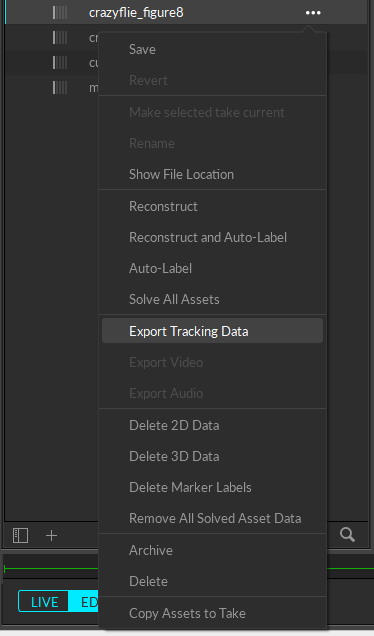 crazyflie_figure8
cr
Save
cu
Revert
m
Make selected take current
Rename
Show File Location
Reconstruct
Reconstruct and Auto-Label
Auto-Label
Solve All Assets
Export Tracking Data
Export Video
Export Audio
Delete 2D Data
Delete 3D Data
Delete Marker Labels
Remove All Solved Asset Data
Archive
Delete
LIVE ED
Copy Assets to Take